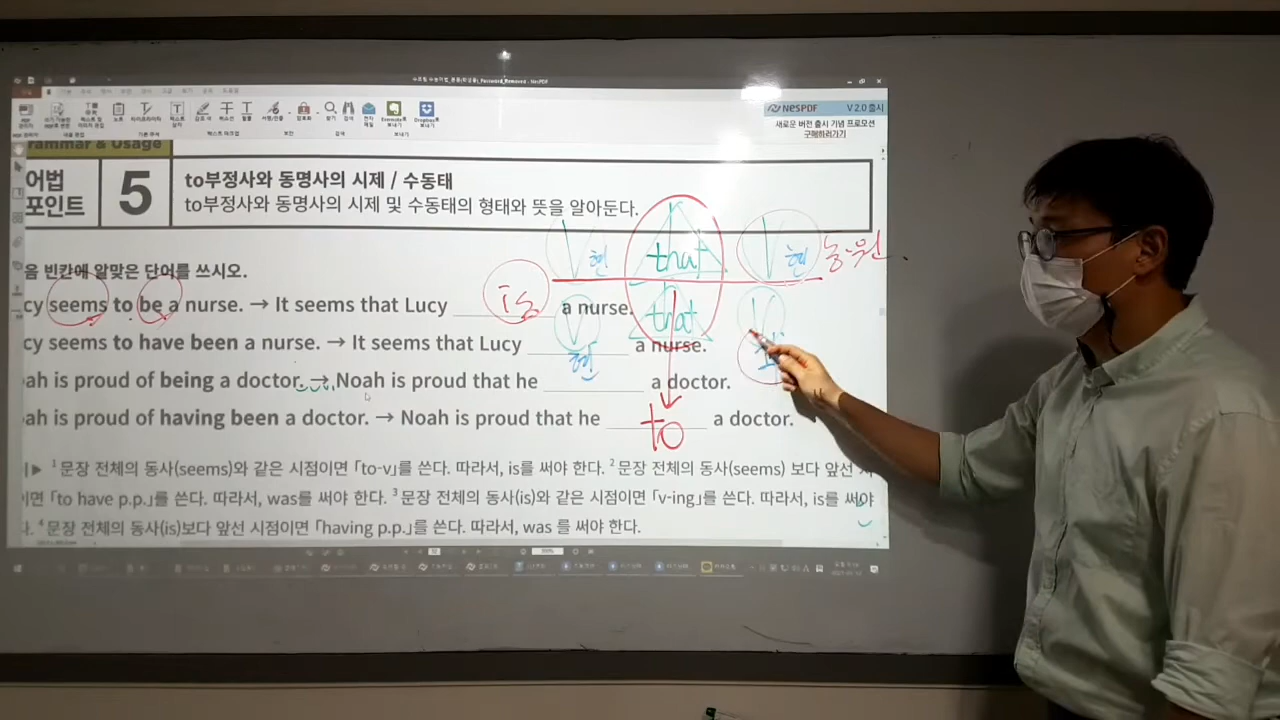 NesPDF V 2.0 출시
새로운 버전 출시 기념 프로모션
구매하러가기
Grammar & Usage
어법
포인트
5
to부정사와 동명사의 시제 / 수동태
to부정사와 동명사의 시제 및 수동태의 형태와 뜻을 알아둔다.
V 현 that V 현 동·원.
음 빈칸에 알맞은 단어를 쓰시오.
cy seems to be a nurse. → It seems that Lucy is a nurse.
V 현 that V
cy seems to have been a nurse. → It seems that Lucy a nurse.
ah is proud of being a doctor. → Noah is proud that he a doctor.
ah is proud of having been a doctor. → Noah is proud that he a doctor.
to
▶ 1 문장 전체의 동사(seems)와 같은 시점이면 「to-v」를 쓴다. 따라서, is를 써야 한다. 2 문장 전체의 동사(seems) 보다 앞선
이면 「to have p.p.」를 쓴다. 따라서, was를 써야 한다. 3 문장 전체의 동사(is)와 같은 시점이면 「v-ing」를 쓴다. 따라서, is를 써야
다. 4 문장 전체의 동사(is)보다 앞선 시점이면 「having p.p.」를 쓴다. 따라서, was 를 써야 한다.